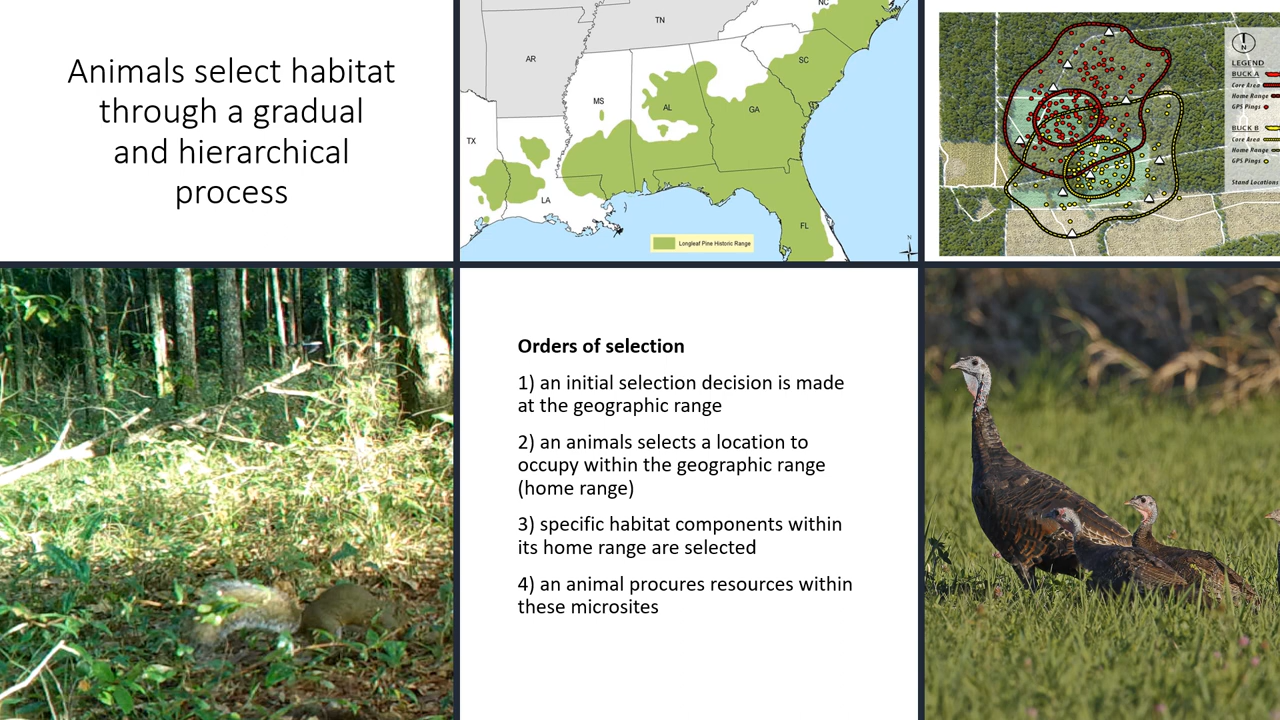 Animals select habitat
through a gradual
and hierarchical
process
TN
NC
AR
SC
MS
AL
GA
TX
LA
FL
Longleaf Pine Historic Range
N
N
LEGEND
BUCK A
Core Area
Home Range
GPS Pings
BUCK B
Core Area
Home Range
GPS Pings
Stand Locations
Orders of selection
1) an initial selection decision is made
at the geographic range
2) an animals selects a location to
occupy within the geographic range
(home range)
3) specific habitat components within
its home range are selected
4) an animal procures resources within
these microsites